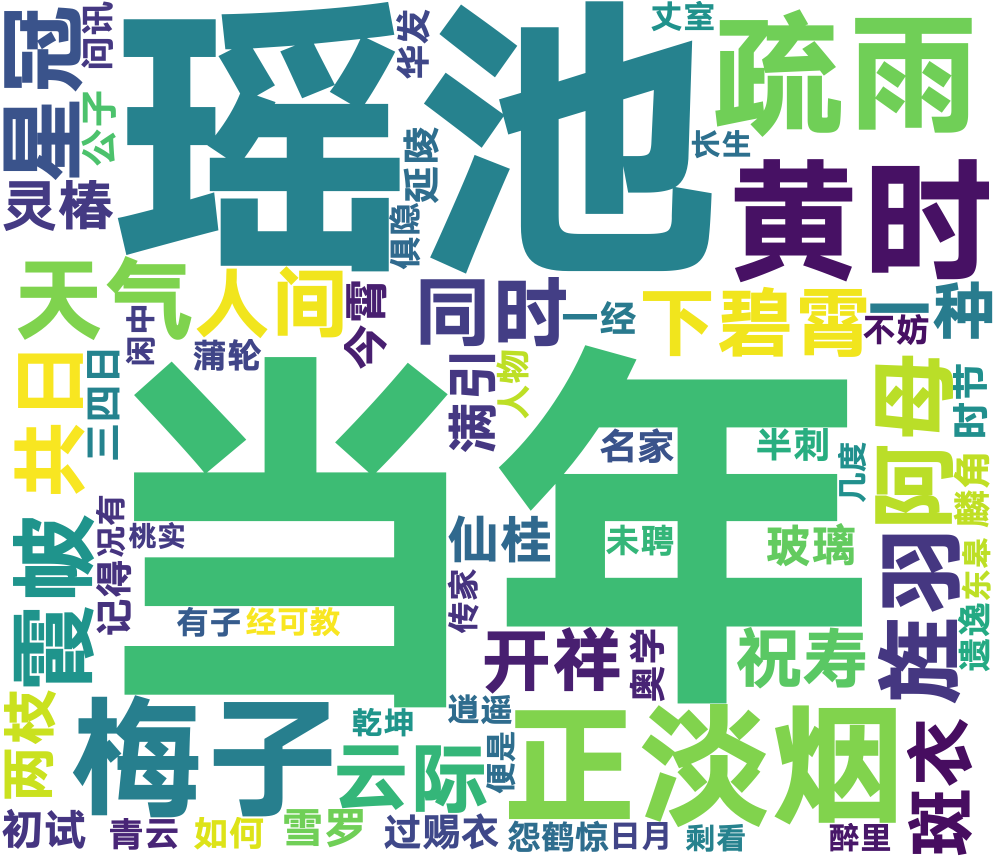 星冠
问讯
瑶池
华发
丈室
疏雨
公子
灵椿
延陵
俱隐
长生
黄时
天气
人间
今霄
同时
一经
下碧霄
不妨
一种
闲中
蒲轮
共日
三四日
当年
满引
人物
名家
半刺
几度
阿母
时节
麟角
霞帔
记得
况有
桃实
仙桂
未聘
玻璃
旌羽
东皋
遗逸
有子
经可教
传家
开祥
奥学
祝寿
两枝
梅子
乾坤
逍遥
云际
便是
正淡烟
斑衣
初试
青云
如何
雪罗
过赐衣
怨鹤惊
日月
剩看
醉里